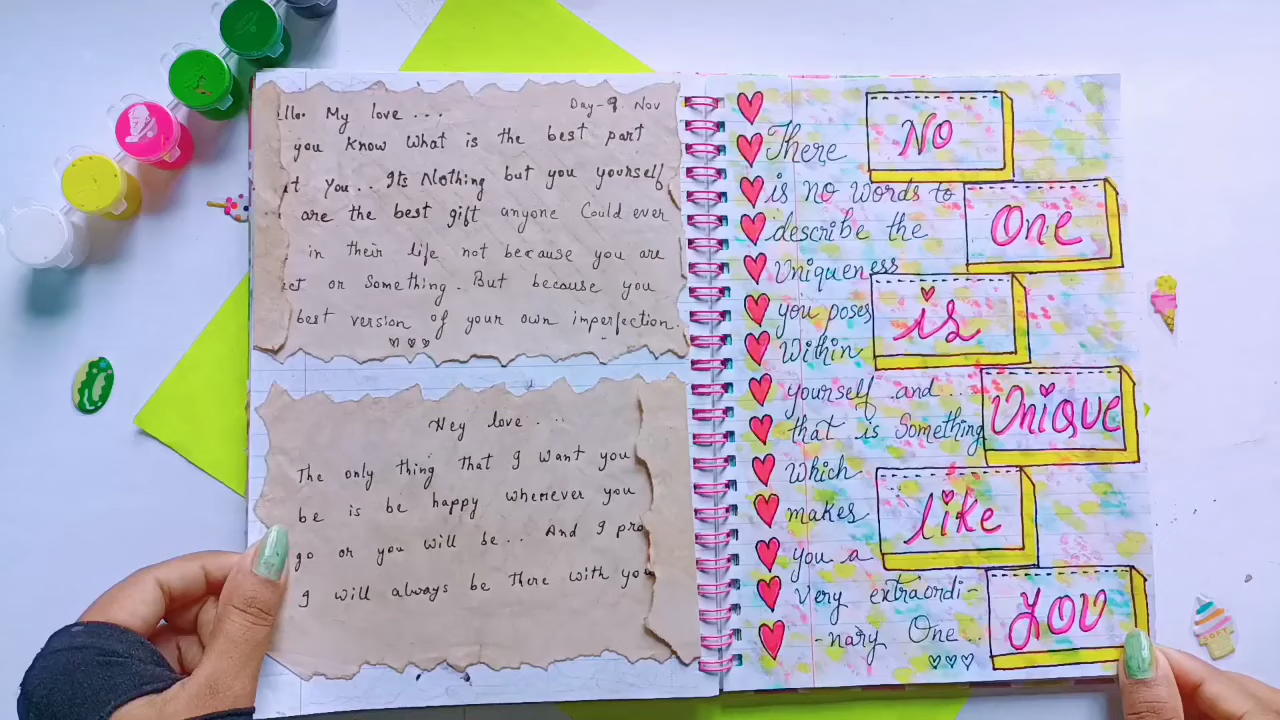 llo. My love ...
Day-9 Nov
you know What is the best part
You.. Its Nothing but you yourself
are the best gift anyone Could ever
in their life not because you are
or Something. But because you
best version of your own imperfection.
Hey love ....
The only thing that I want you
be is be happy whenever you
go or you will be... And I pro
I will always be there with you
There
is no words to
describe the
Uniqueness
you poses
Within
yourself and...
that is Something
which
makes
you a
very extraordi-
-nary One...
No
One
is
Unique
like
YOU